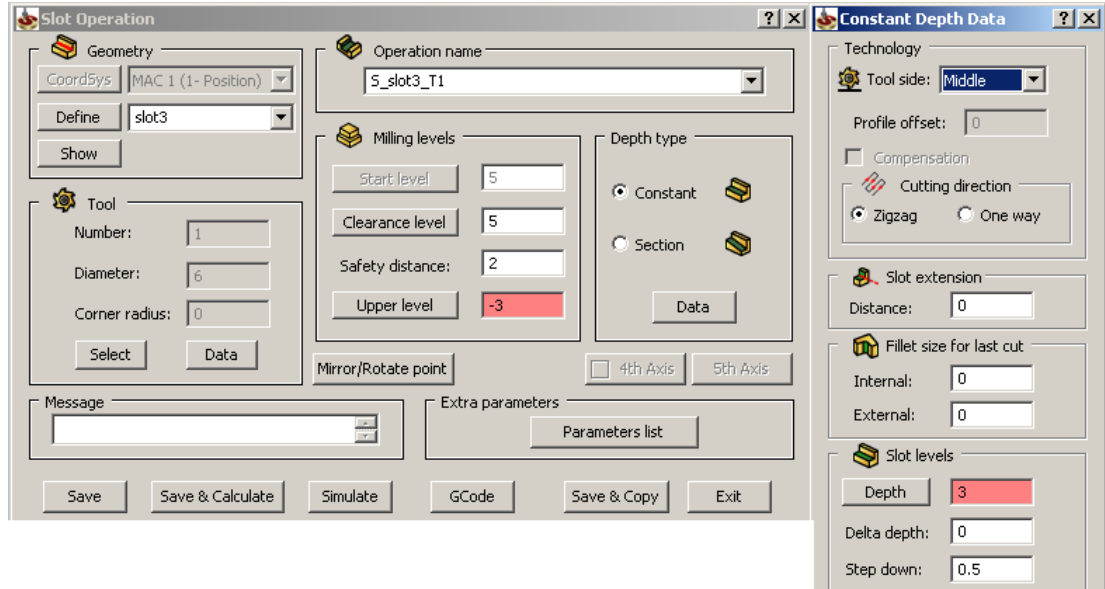 Slot Operation
Geometry
CoordSys MAC 1 (1- Position)
Define slot3
Show
Tool
Number: 1
Diameter: 6
Corner radius: 0
Select Data
Operation name
S_slot3_T1
Milling levels
Start level 5
Clearance level 5
Safety distance: 2
Upper level -3
Depth type
Constant
Section
Data
Mirror/Rotate point
4th Axis 5th Axis
Message
Extra parameters
Parameters list
Save Save & Calculate Simulate GCode Save & Copy Exit
Constant Depth Data
Technology
Tool side: Middle
Profile offset: 0
Compensation
Cutting direction
Zigzag One way
Slot extension
Distance: 0
Fillet size for last cut
Internal: 0
External: 0
Slot levels
Depth 3
Delta depth: 0
Step down: 0.5